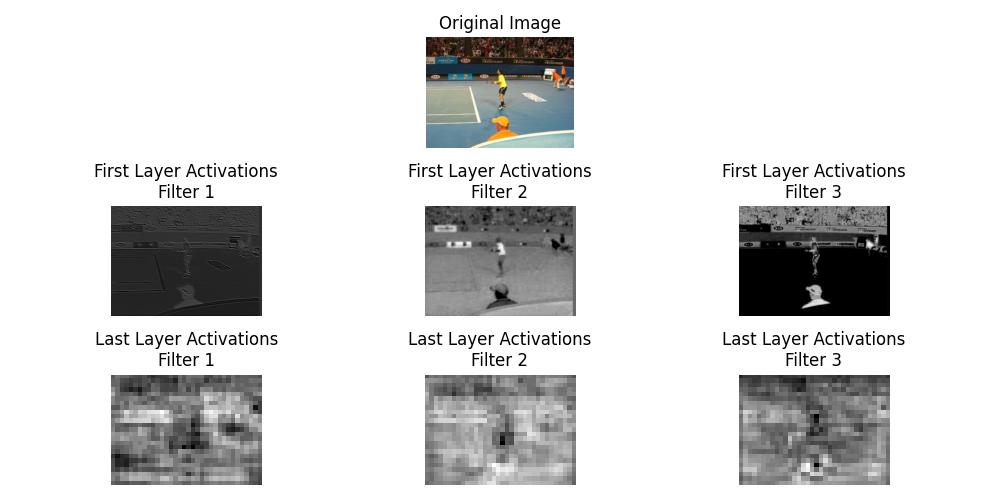 Original Image
First Layer Activations
Filter 1
First Layer Activations
Filter 2
First Layer Activations
Filter 3
Last Layer Activations
Filter 1
Last Layer Activations
Filter 2
Last Layer Activations
Filter 3